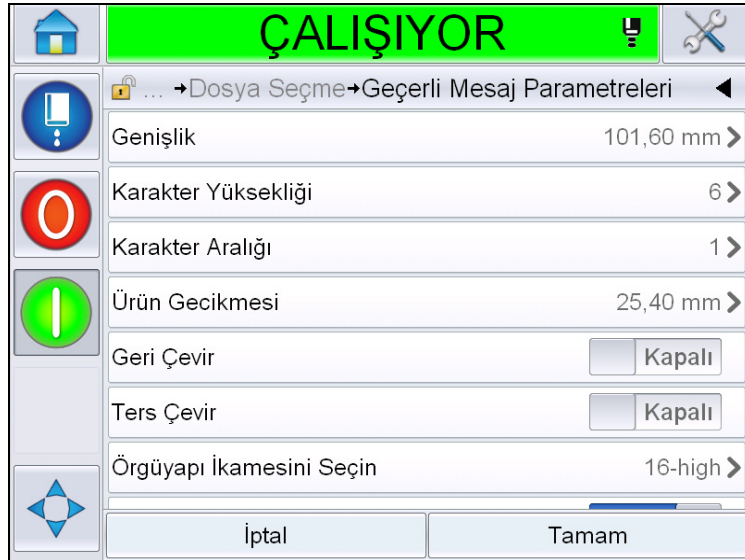 ÇALIŞIYOR
... →Dosya Seçme→Geçerli Mesaj Parametreleri
Genişlik 101,60 mm
Karakter Yüksekliği 6
Karakter Aralığı 1
Ürün Gecikmesi 25,40 mm
Geri Çevir Kapalı
Ters Çevir Kapalı
Örgüyapı İkamesini Seçin 16-high
İptal Tamam